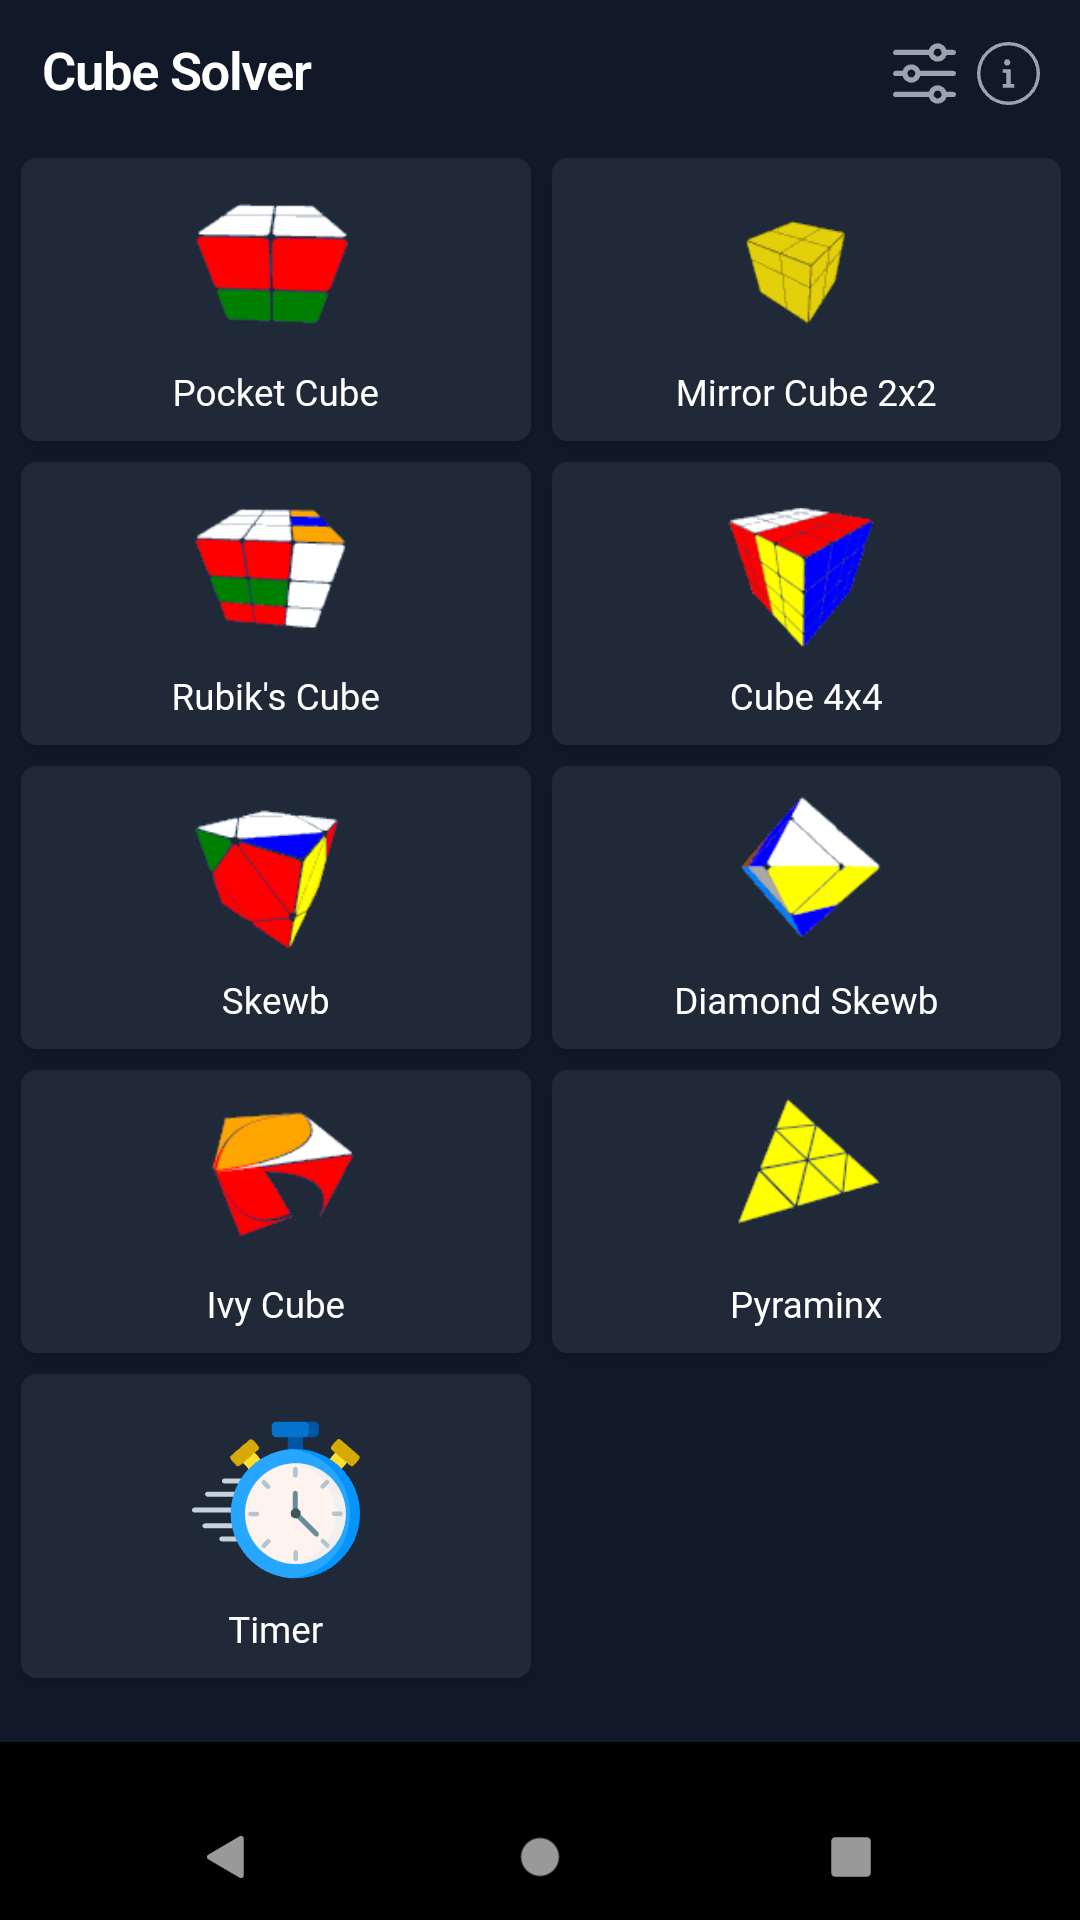 Cube Solver
Pocket Cube
Mirror Cube 2x2
Rubik's Cube
Cube 4x4
Skewb
Diamond Skewb
Ivy Cube
Pyraminx
Timer